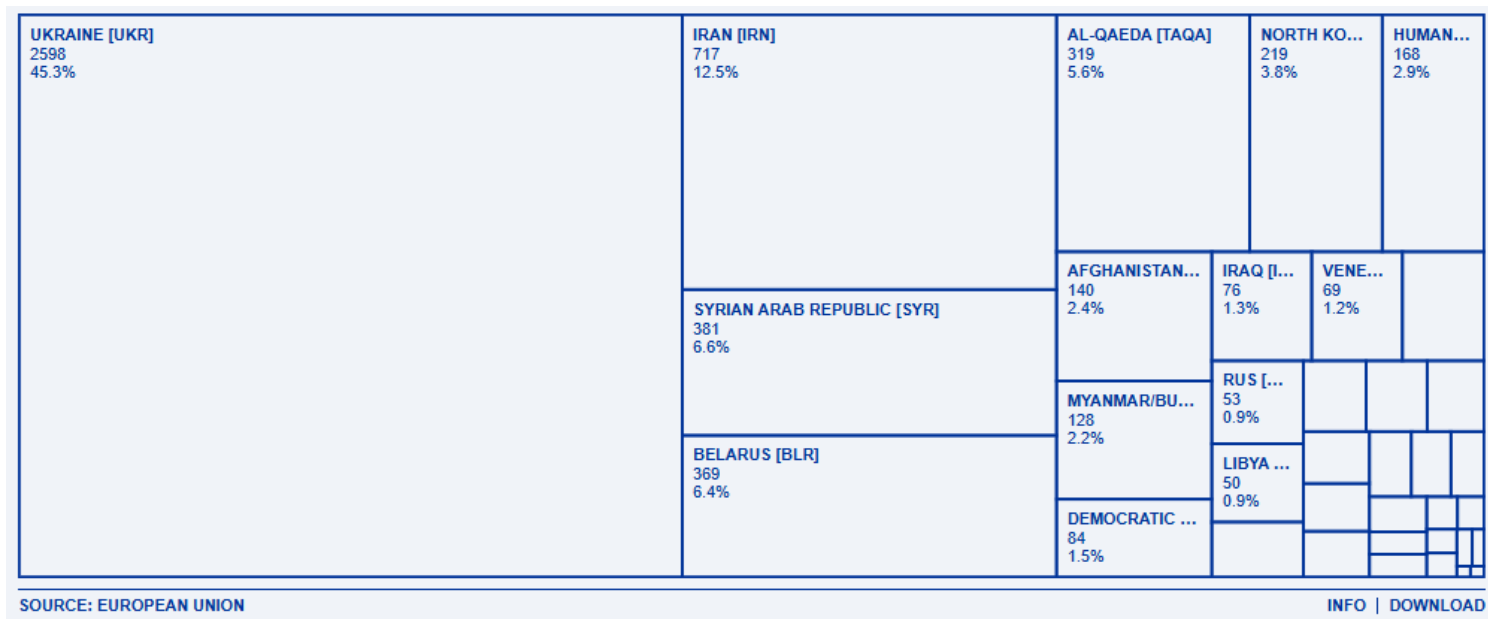 UKRAINE [UKR]
2598
45.3%
IRAN [IRN]
717
12.5%
SYRIAN ARAB REPUBLIC [SYR]
381
6.6%
BELARUS [BLR]
369
6.4%
AL-QAEDA [TAQA]
319
5.6%
NORTH KO...
219
3.8%
HUMAN...
168
2.9%
AFGHANISTAN...
140
2.4%
MYANMAR/BU...
128
2.2%
DEMOCRATIC ...
84
1.5%
IRAQ [I...
76
1.3%
VENE...
69
1.2%
RUS [...
53
0.9%
LIBYA ...
50
0.9%
SOURCE: EUROPEAN UNION
INFO | DOWNLOAD